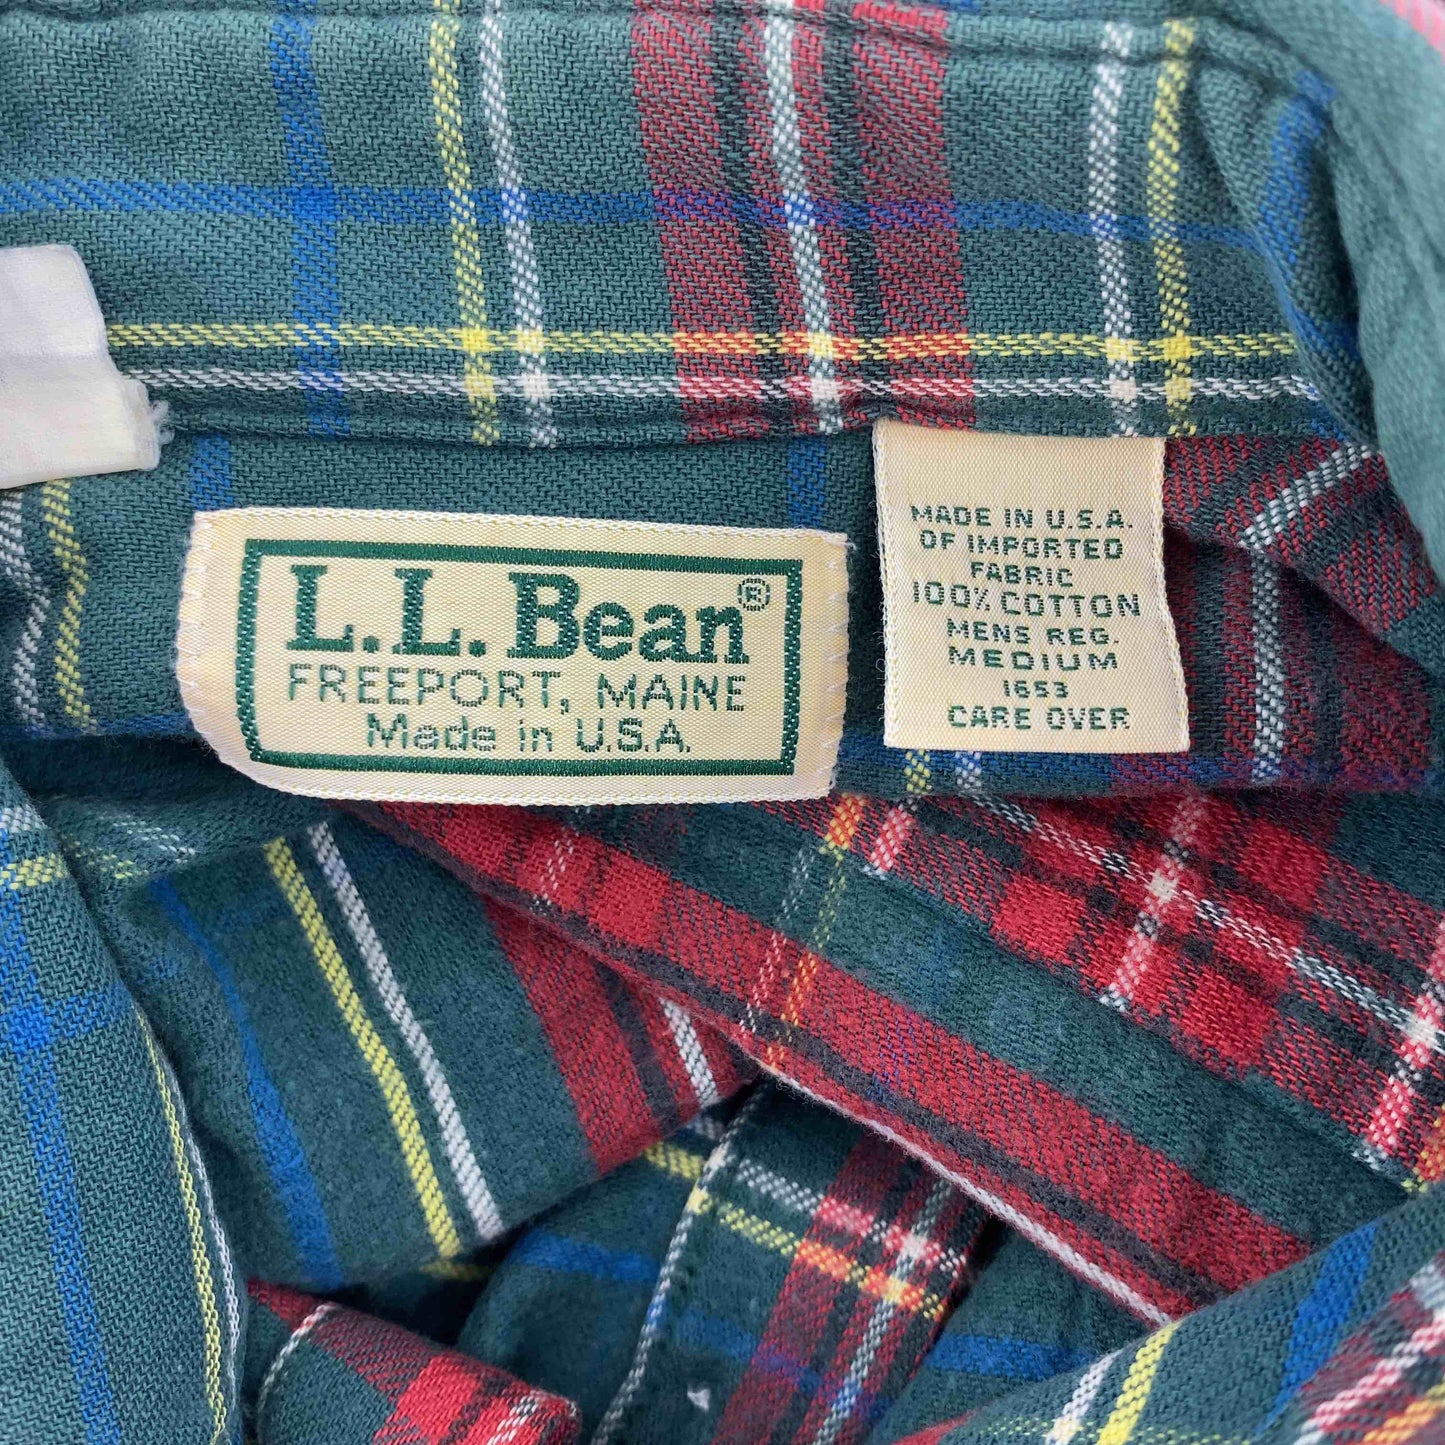 L.L.Bean®
FREEPORT, MAINE
Made in U.S.A.
MADE IN U.S.A.
OF IMPORTED
FABRIC
100% COTTON
MENS REG.
MEDIUM
1653
CARE OVER